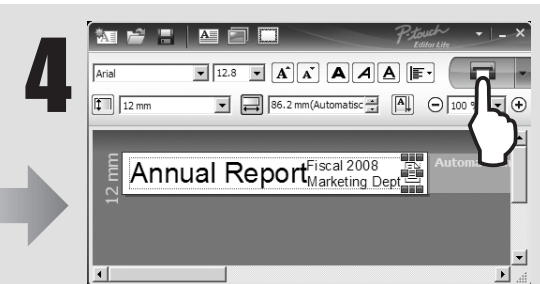 4
P-touch
Editor Lite
Arial
12.8
A A A A A
12 mm
86.2 mm(Automatisc
A
100 %
12 mm
Annual Report
Fiscal 2008
Marketing Dept
Autom